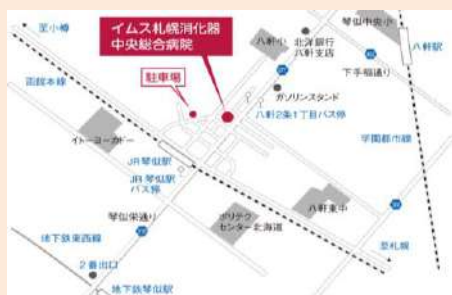 至小樽
函館本線
イムス札幌消化器
中央総合病院
駐車場
八軒小
北洋銀行
八軒支店
琴似中央小
八軒駅
下手稲通り
ガソリンスタンド
八軒2条1丁目バス停
学園都市線
イトーヨーカドー
JR琴似駅
JR琴似駅
バス停
琴似栄通り
ポリテク
センター北海道
八軒東中
至札幌
地下鉄東西線
2番出口
地下鉄琴似駅